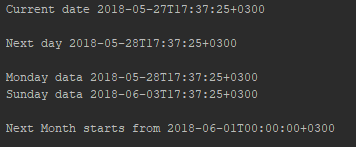 Current date 2018-05-27T17:37:25+0300
Next day 2018-05-28T17:37:25+0300
Monday data 2018-05-28T17:37:25+0300
Sunday data 2018-06-03T17:37:25+0300
Next Month starts from 2018-06-01T00:00:00+0300